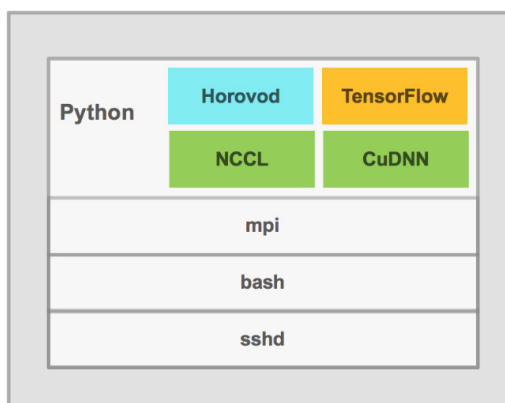 Python
Horovod
TensorFlow
NCCL
CuDNN
mpi
bash
sshd